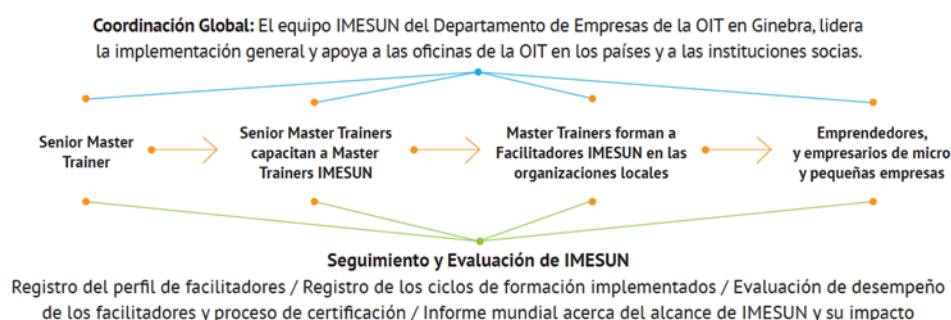 Coordinación Global: El equipo IMESUN del Departamento de Empresas de la OIT en Ginebra, lidera
la implementación general y apoya a las oficinas de la OIT en los países y a las instituciones socias.
Senior Master
Trainer
Senior Master Trainers
capacitan a Master
Trainers IMESUN
Master Trainers forman a
Facilitadores IMESUN en las
organizaciones locales
Emprendedores,
y empresarios de micro
y pequeñas empresas
Seguimiento y Evaluación de IMESUN
Registro del perfil de facilitadores / Registro de los ciclos de formación implementados / Evaluación de desempeño
de los facilitadores y proceso de certificación / Informe mundial acerca del alcance de IMESUN y su impacto